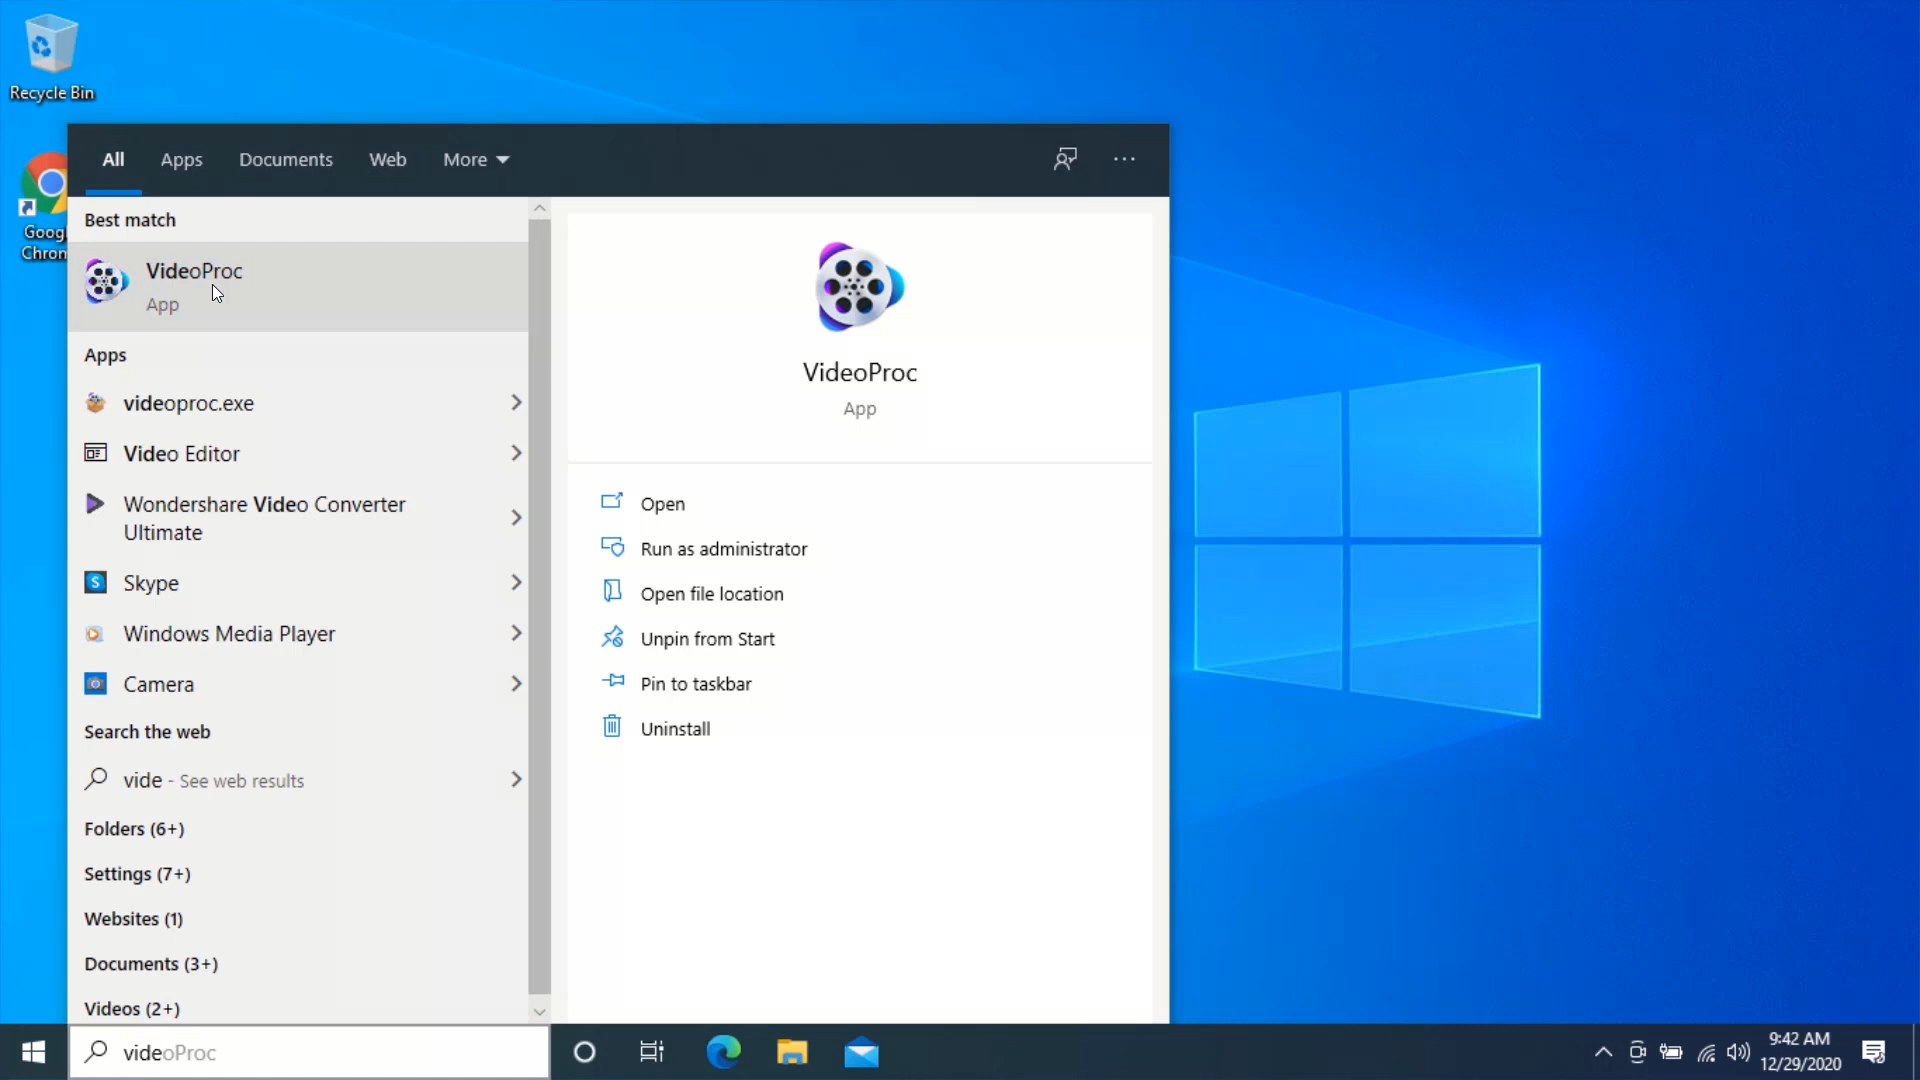 Recycle Bin
Googl
Chron
All Apps Documents Web More
Best match
VideoProc
App
Apps
videoproc.exe
Video Editor
Wondershare Video Converter
Ultimate
Skype
Windows Media Player
Camera
Search the web
vide - See web results
Folders (6+)
Settings (7+)
Websites (1)
Documents (3+)
Videos (2+)
VideoProc
App
Open
Run as administrator
Open file location
Unpin from Start
Pin to taskbar
Uninstall
videoProc
9:42 AM
12/29/2020